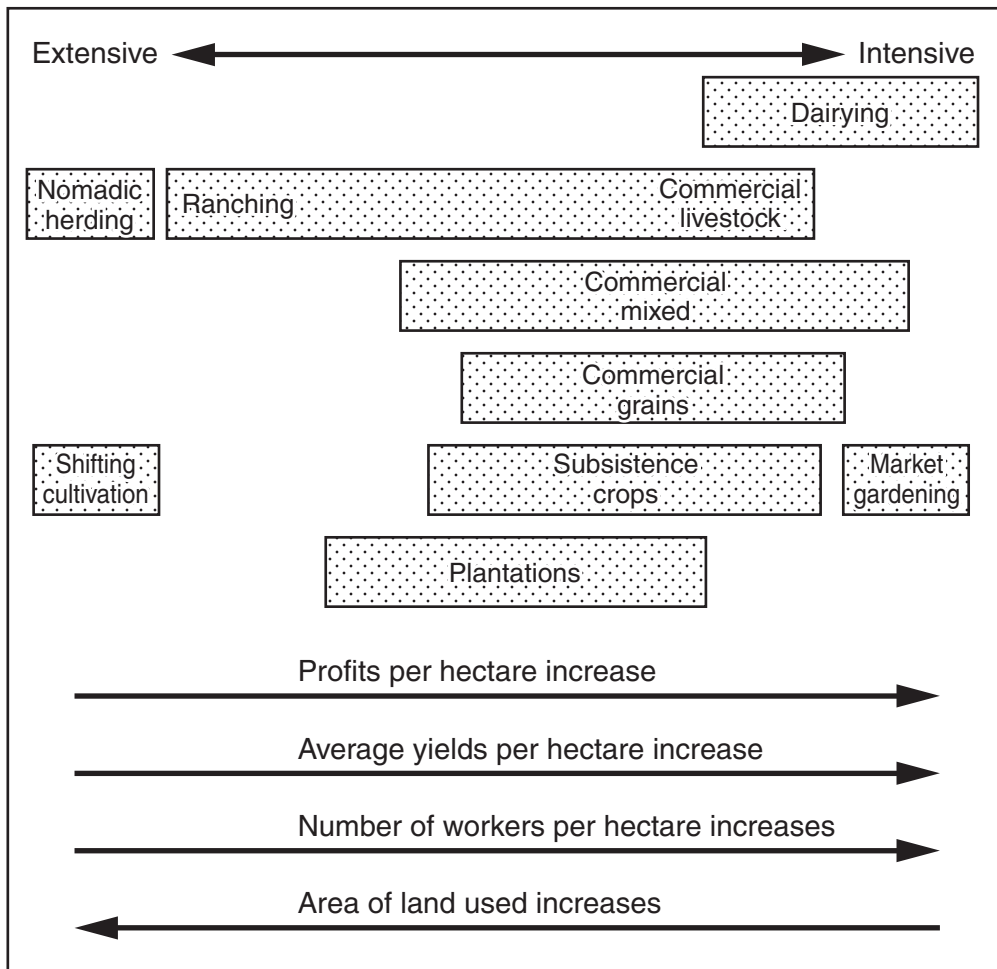 Extensive Intensive
Dairying
Nomadic
herding
Ranching
Commercial
livestock
Commercial
mixed
Commercial
grains
Shifting
cultivation
Subsistence
crops
Market
gardening
Plantations
Profits per hectare increase
Average yields per hectare increase
Number of workers per hectare increases
Area of land used increases